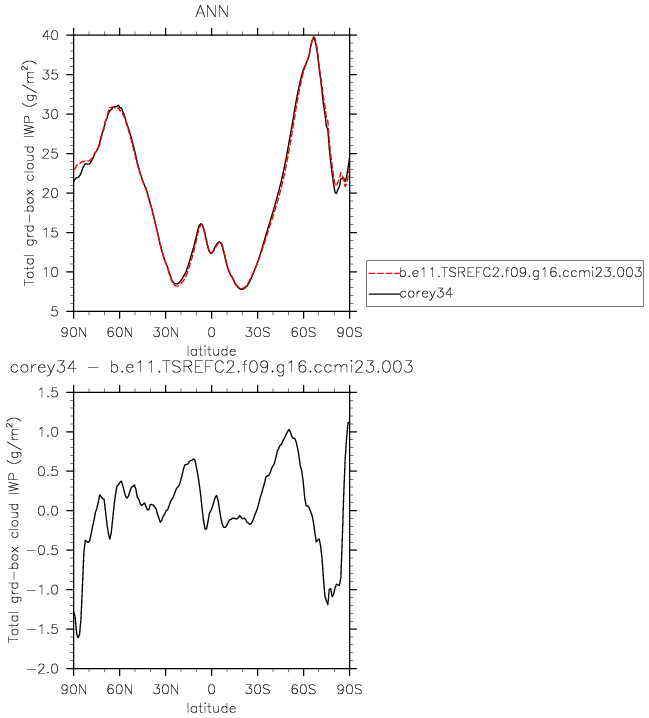 ANN
Total grd-box cloud IWP (g/m²)
40
35
30
25
20
15
10
5
90N 60N 30N 0 30S 60S 90S
latitude
b.e11.TSREFC2.f09.g16.ccmi23.003
corey34
corey34 - b.e11.TSREFC2.f09.g16.ccmi23.003
Total grd-box cloud IWP (g/m²)
1.5
1.0
0.5
0.0
-0.5
-1.0
-1.5
-2.0
90N 60N 30N 0 30S 60S 90S
latitude